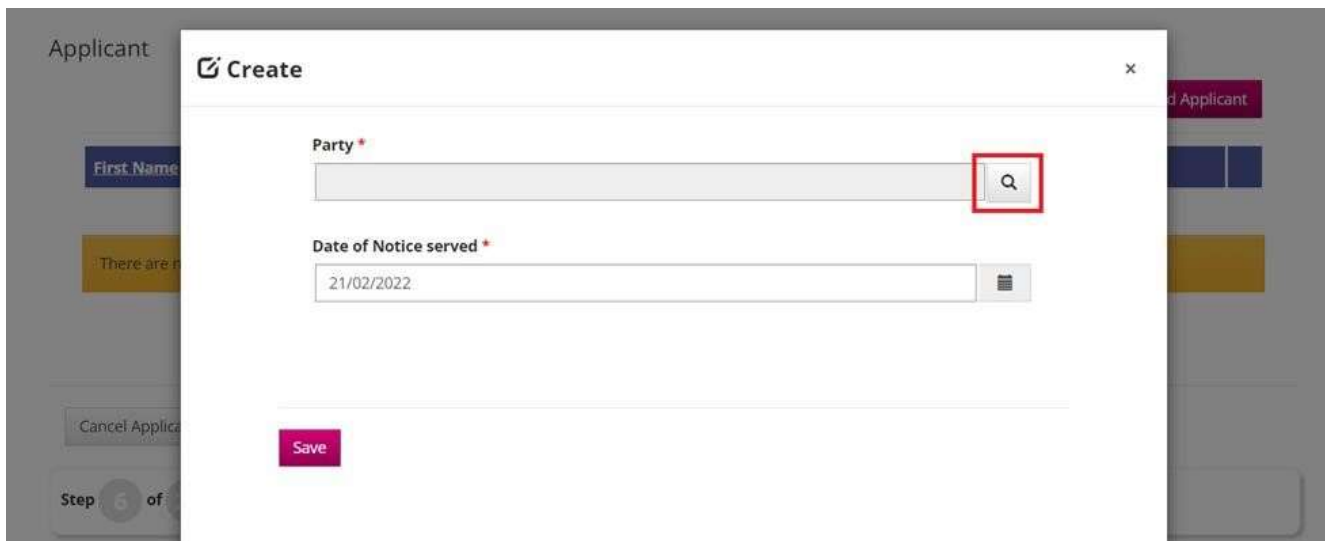 Applicant
Create
×
Applicant
Party *
First Name
Date of Notice served *
There are
21/02/2022
Cancel
Save
Step 6 of